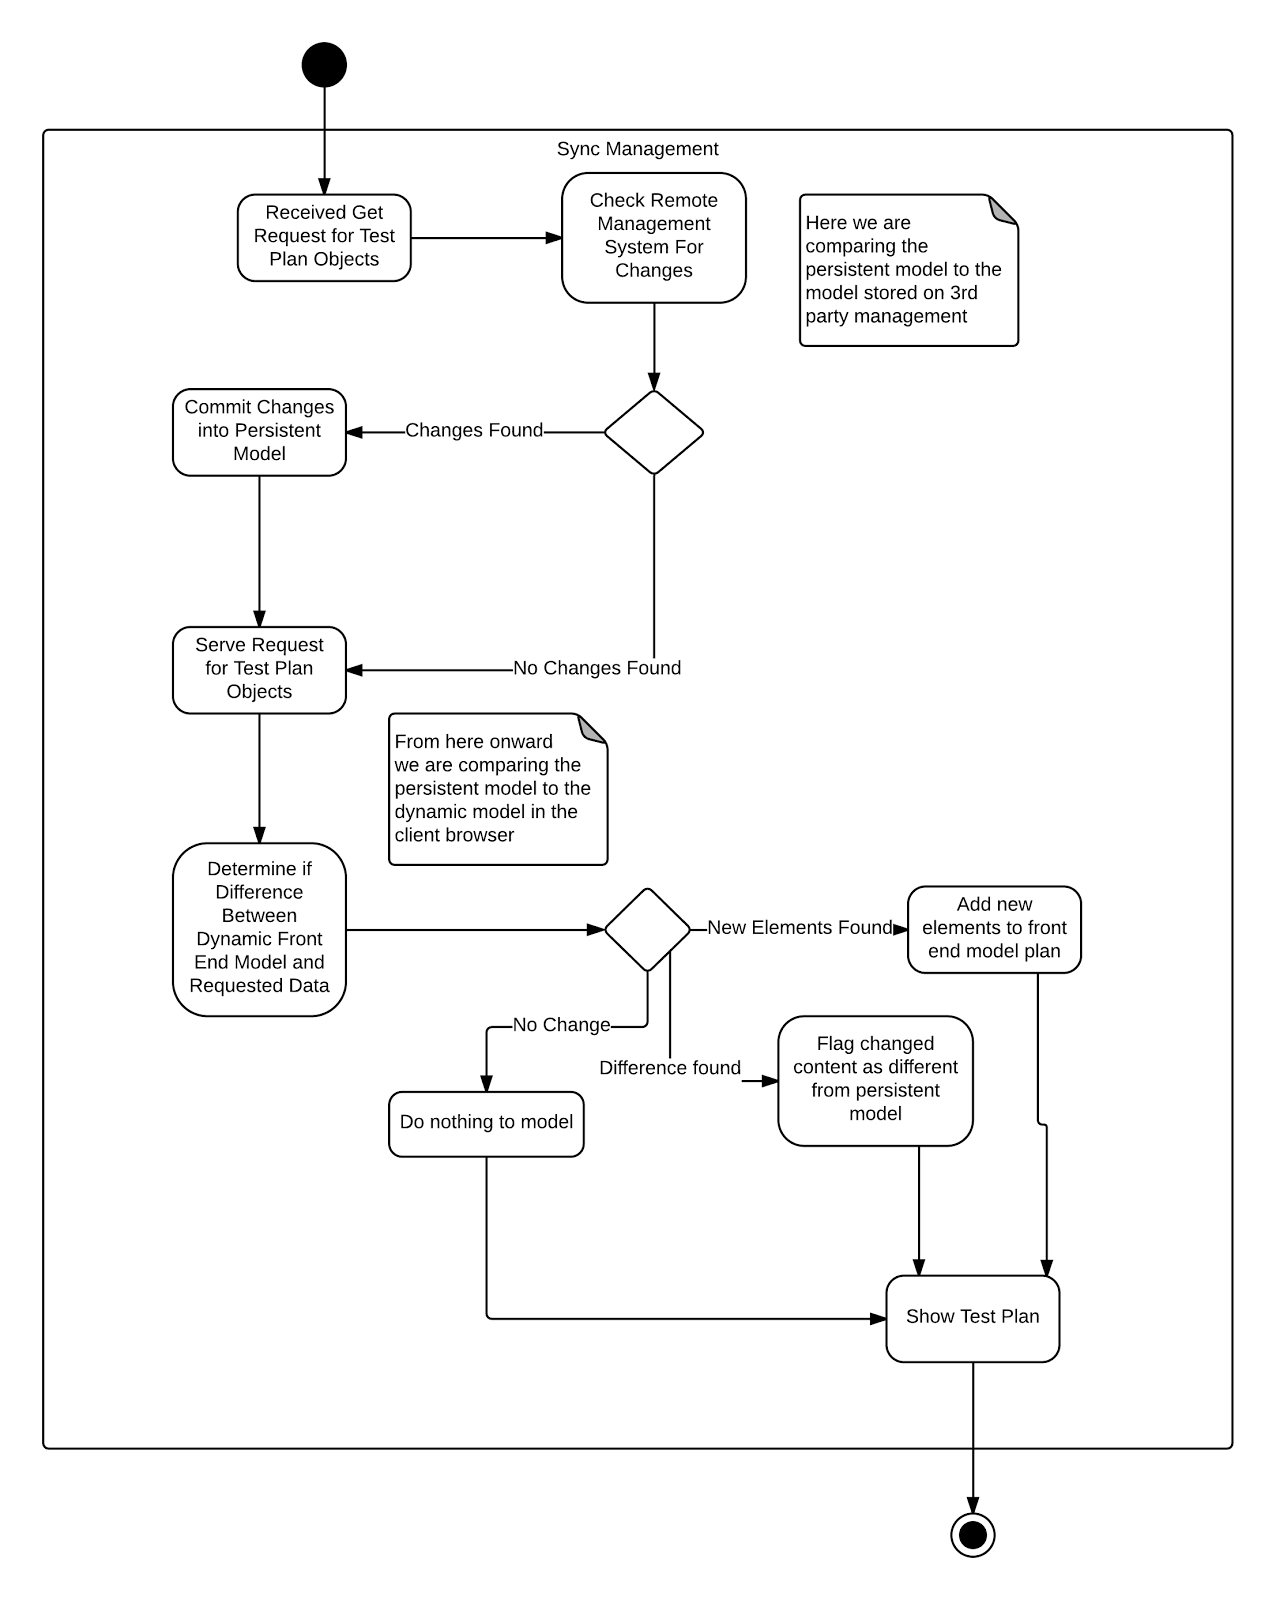 Sync Management
Received Get
Request for Test
Plan Objects
Check Remote
Management
System For
Changes
Here we are
comparing the
persistent model to the
model stored on 3rd
party management
Commit Changes
into Persistent
Model
Changes Found
Serve Request
for Test Plan
Objects
No Changes Found
From here onward
we are comparing the
persistent model to the
dynamic model in the
client browser
Determine if
Difference
Between
Dynamic Front
End Model and
Requested Data
New Elements Found
Add new
elements to front
end model plan
No Change
Difference found
Flag changed
content as different
from persistent
model
Do nothing to model
Show Test Plan